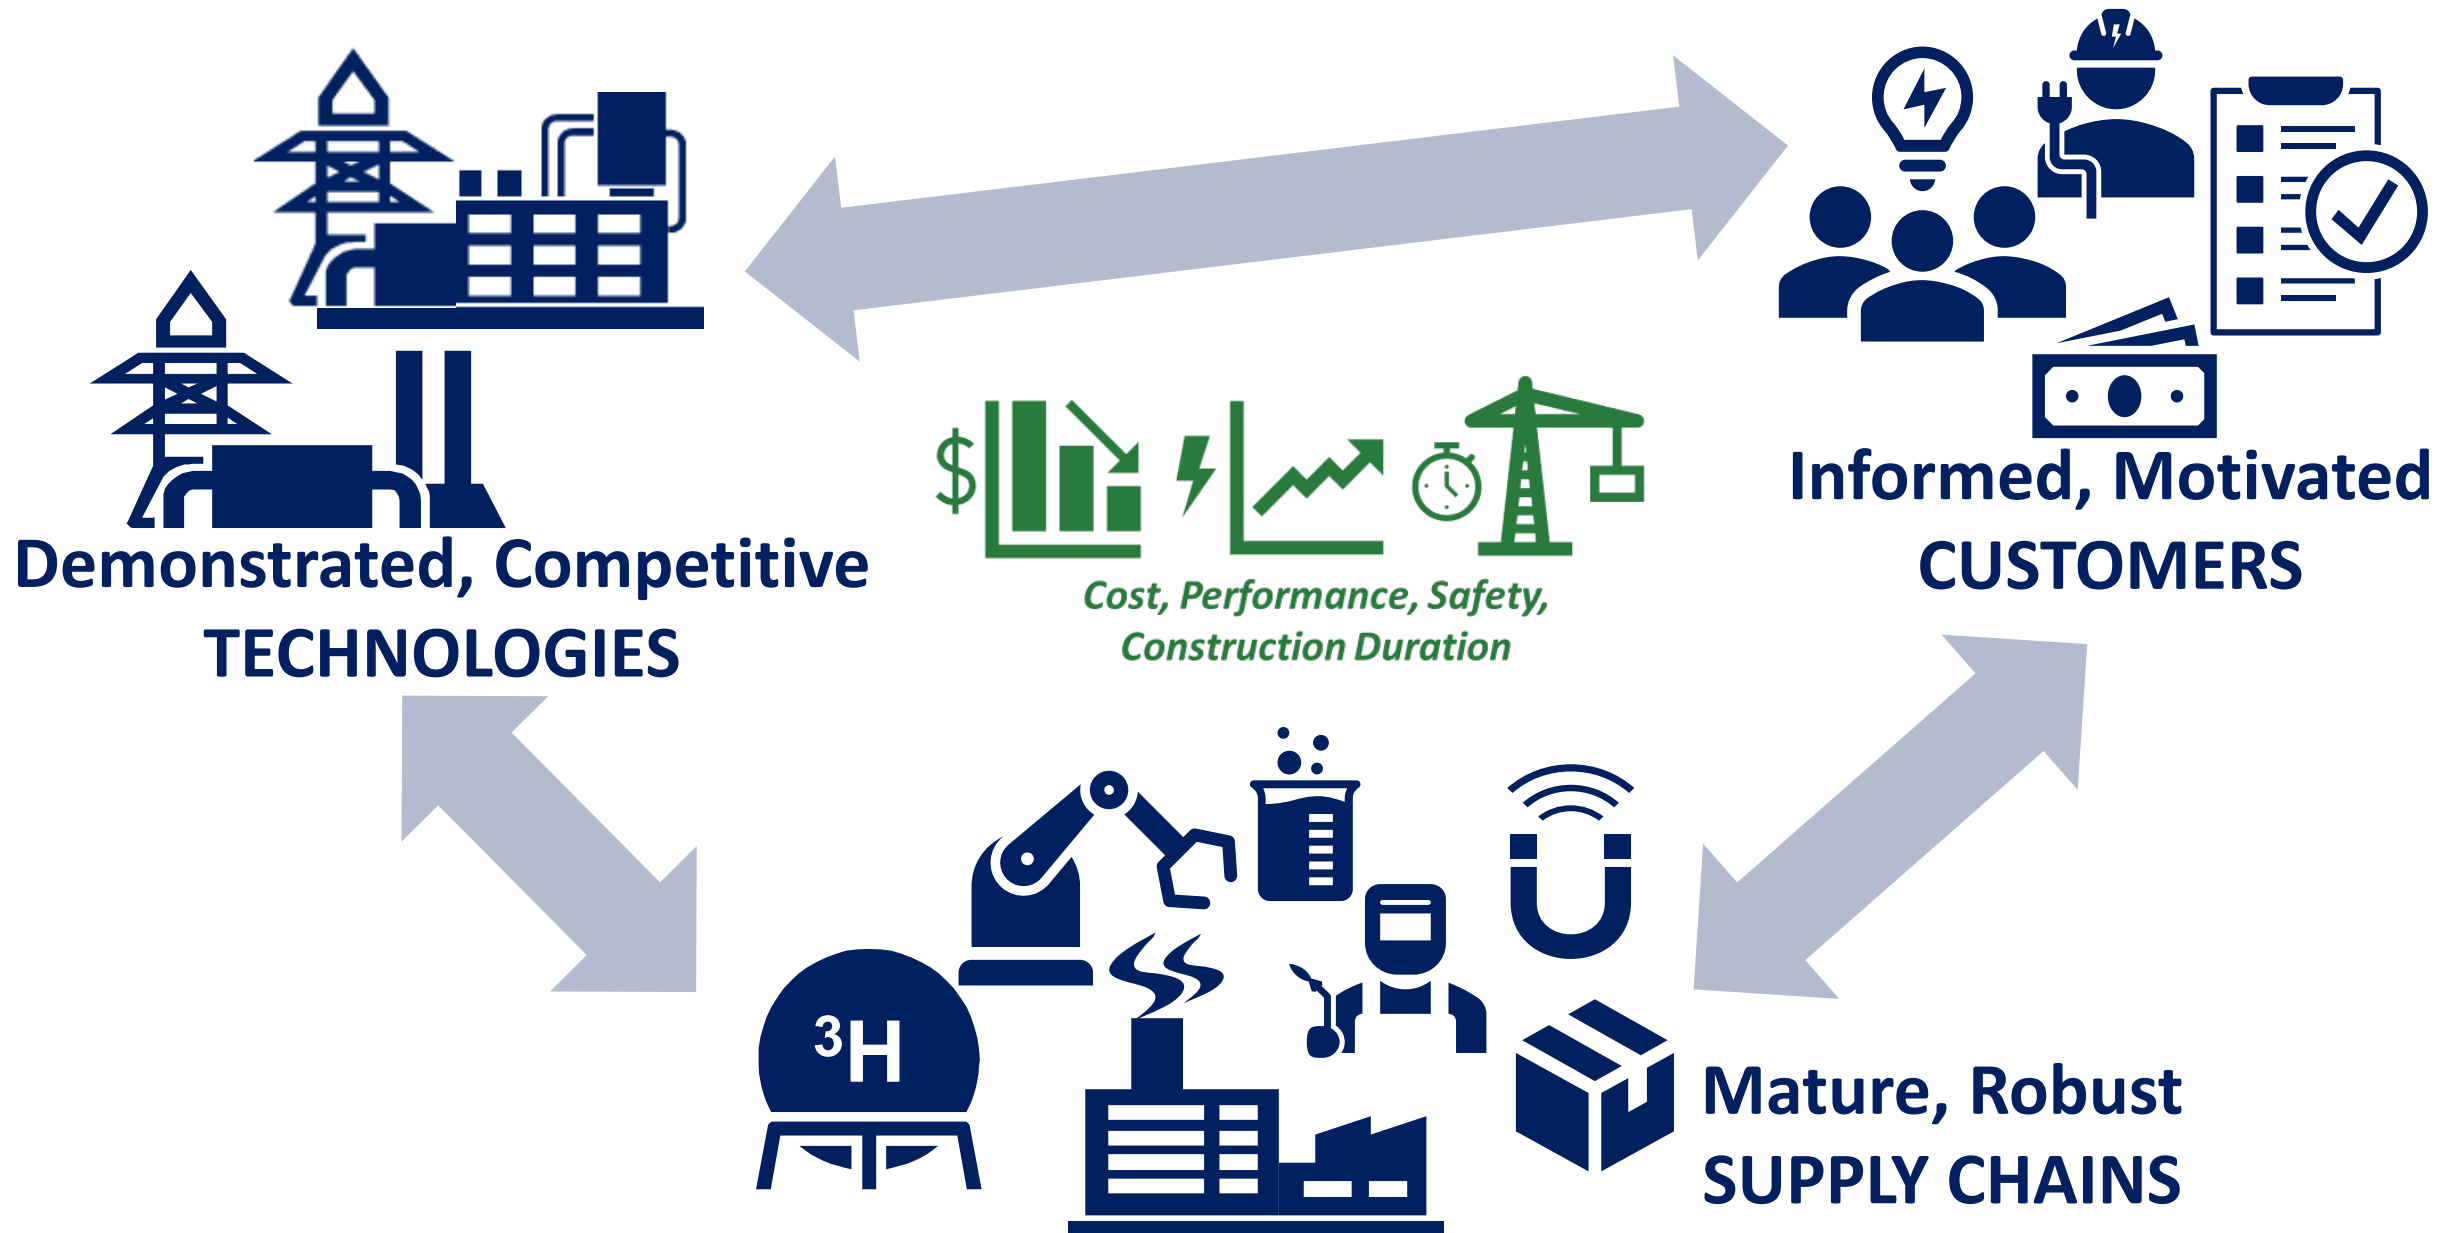 Demonstrated, Competitive
TECHNOLOGIES
Informed, Motivated
CUSTOMERS
$
Cost, Performance, Safety,
Construction Duration
³H
Mature, Robust
SUPPLY CHAINS